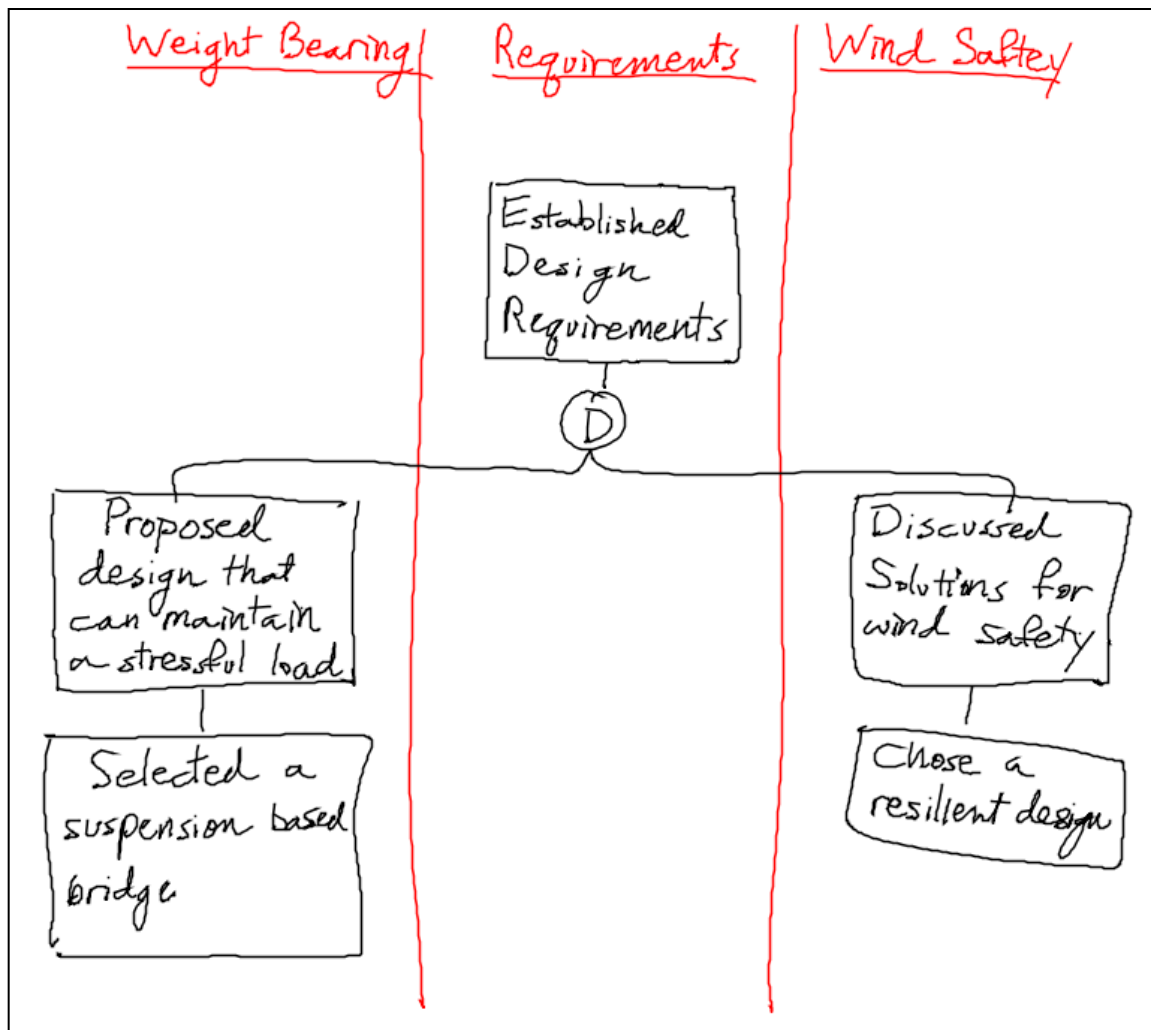 Weight Bearing
Requirements
Wind Saftey
Established
Design
Requirements
D
Proposed
design that
can maintain
a stressful load
Selected a
suspension based
bridge
Discussed
Solutions for
wind safety
Chose a
resillent design